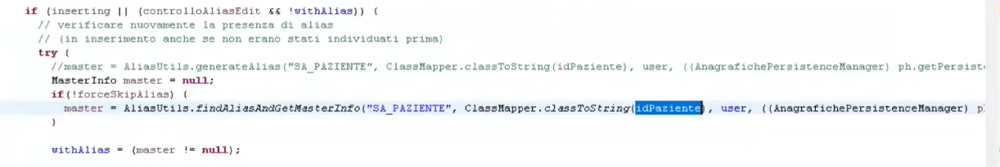 if (inserting || (controlloAliasEdit && !withAlias)) {
// verificare nuovamente la presenza di alias
// (in inserimento anche se non erano stati individuati prima)
try {
//master = AliasUtils.generateAlias("SA_PAZIENTE", ClassMapper.classToString(idPaziente), user, ((AnagrafichePersistenceManager) ph.getPersist
MasterInfo master = null;
if(!forceSkipAlias) {
master = AliasUtils.findAliasAndGetMasterInfo("SA_PAZIENTE", ClassMapper.classToString(idPaziente), user, ((AnagrafichePersistenceManager) p
}
withAlias = (master != null);